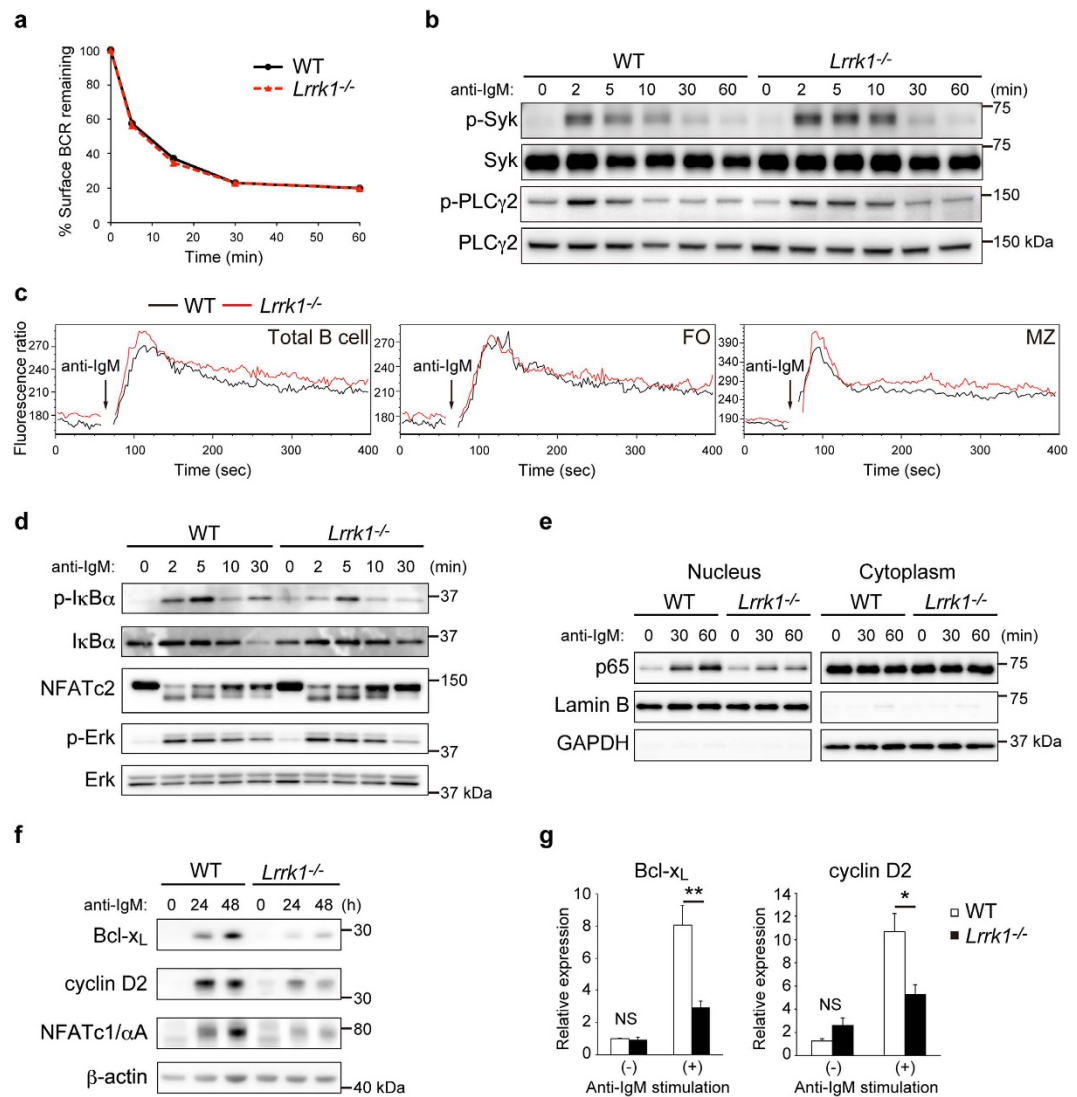 a
% Surface BCR remaining
100
80
60
40
20
0
0 10 20 30 40 50 60
Time (min)
WT
Lrrk1-/-
b
WT Lrrk1-/-
anti-IgM: 0 2 5 10 30 60 0 2 5 10 30 60 (min)
p-Syk 75
Syk 75
p-PLCγ2 150
PLCγ2 150 kDa
c
WT Lrrk1-/-
Fluorescence ratio
Total B cell
anti-IgM
270
240
210
180
0 100 200 300 400
Time (sec)
FO
anti-IgM
270
240
210
180
0 100 200 300 400
Time (sec)
MZ
anti-IgM
390
340
290
240
190
0 100 200 300 400
Time (sec)
d
WT Lrrk1-/-
anti-IgM: 0 2 5 10 30 0 2 5 10 30 (min)
p-IκBα 37
IκBα 37
NFATc2 150
p-Erk 37
Erk 37 kDa
e
Nucleus Cytoplasm
WT Lrrk1-/- WT Lrrk1-/-
anti-IgM: 0 30 60 0 30 60 0 30 60 0 30 60 (min)
p65 75
Lamin B 75
GAPDH 37 kDa
f
WT Lrrk1-/-
anti-IgM: 0 24 48 0 24 48 (h)
Bcl-xL 30
cyclin D2 30
NFATc1/αA 80
β-actin 40 kDa
g
Bcl-xL
Relative expression
10
8
6
4
2
0
NS
**
(-) (+)
Anti-IgM stimulation
cyclin D2
Relative expression
14
12
10
8
6
4
2
0
NS
*
(-) (+)
Anti-IgM stimulation
WT
Lrrk1-/-